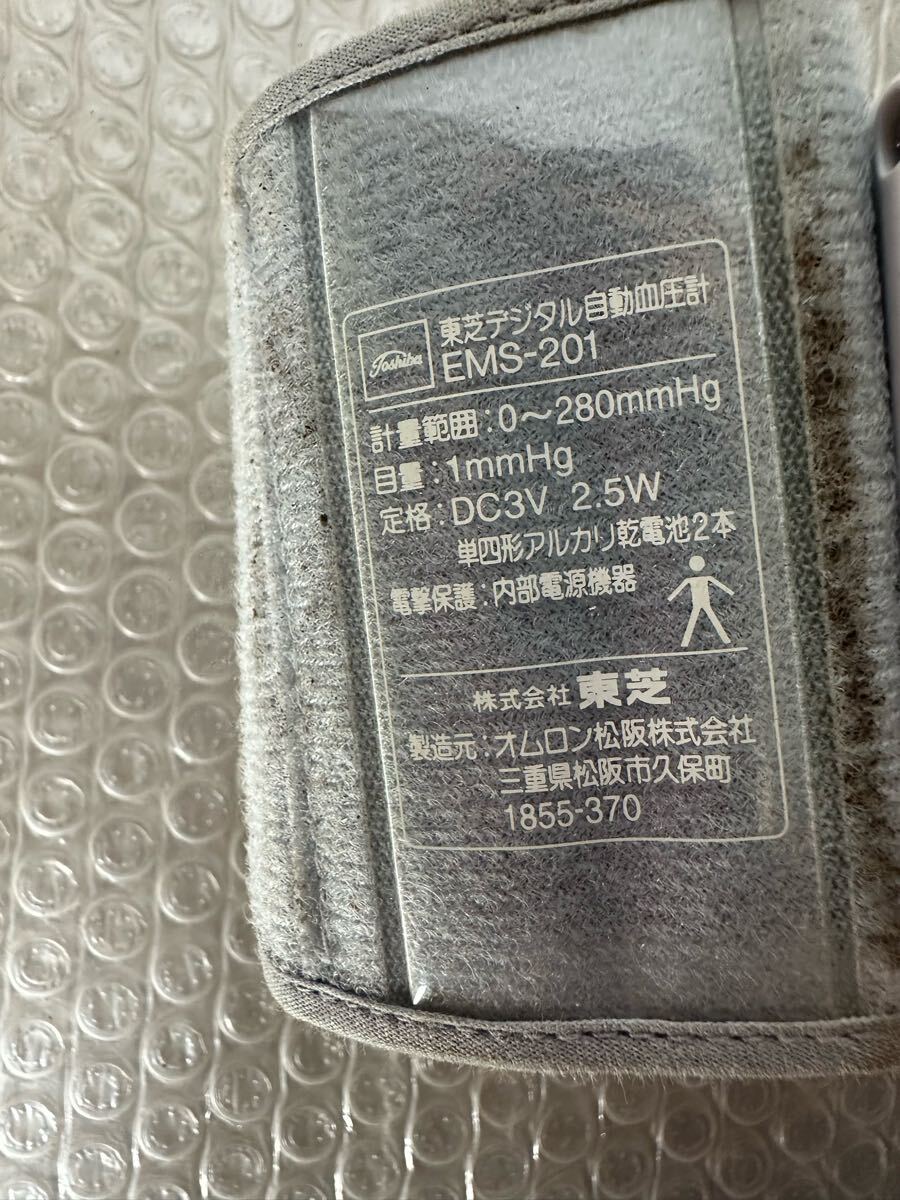 Toshiba
東芝デジタル自動血圧計
EMS-201
計量範囲:0〜280mmHg
目量:1mmHg
定格:DC3V 2.5W
単四形アルカリ乾電池2本
電撃保護:内部電源機器
株式会社 東芝
製造元:オムロン松阪株式会社
三重県松阪市久保町
1855-370